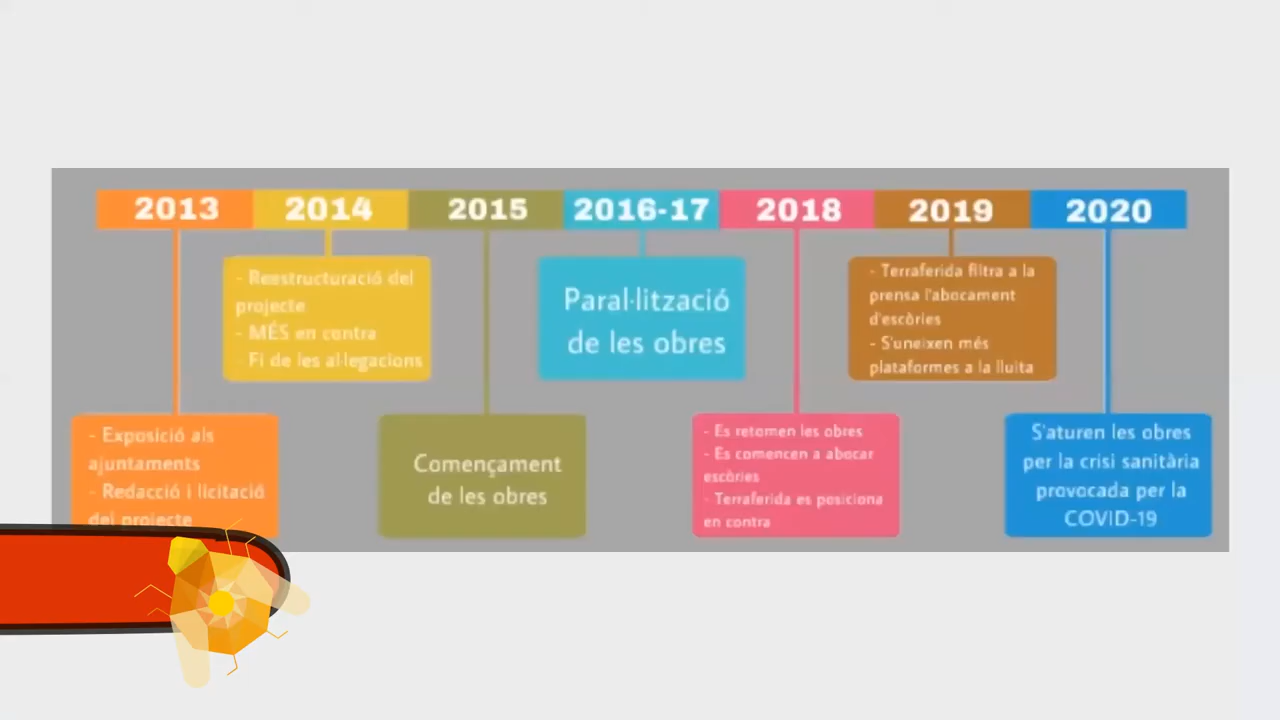 2013 2014 2015 2016-17 2018 2019 2020
- Exposició als
ajuntaments
- Redacció i licitació
del projecte
- Reestructuració del
projecte
- MÉS en contra
- Fi de les al·legacions
Començament
de les obres
Paral·lització
de les obres
- Es retomen les obres
- Es comencen a abocar
escòries
- Terraferida es posiciona
en contra
- Terraferida filtra a la
prensa l'abocament
d'escòries
- S'uneixen més
plataformes a la lluita
S'aturen les obres
per la crisi sanitària
provocada per la
COVID-19